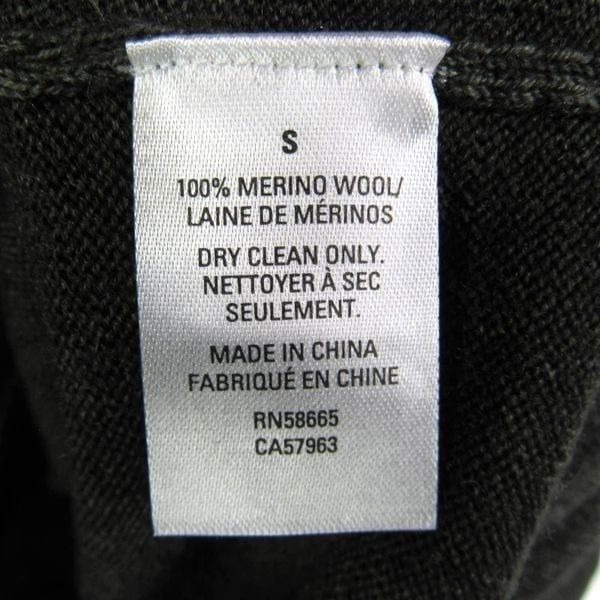 S
100% MERINO WOOL/
LAINE DE MÉRINOS
DRY CLEAN ONLY.
NETTOYER À SEC
SEULEMENT.
MADE IN CHINA
FABRIQUÉ EN CHINE
RN58665
CA57963